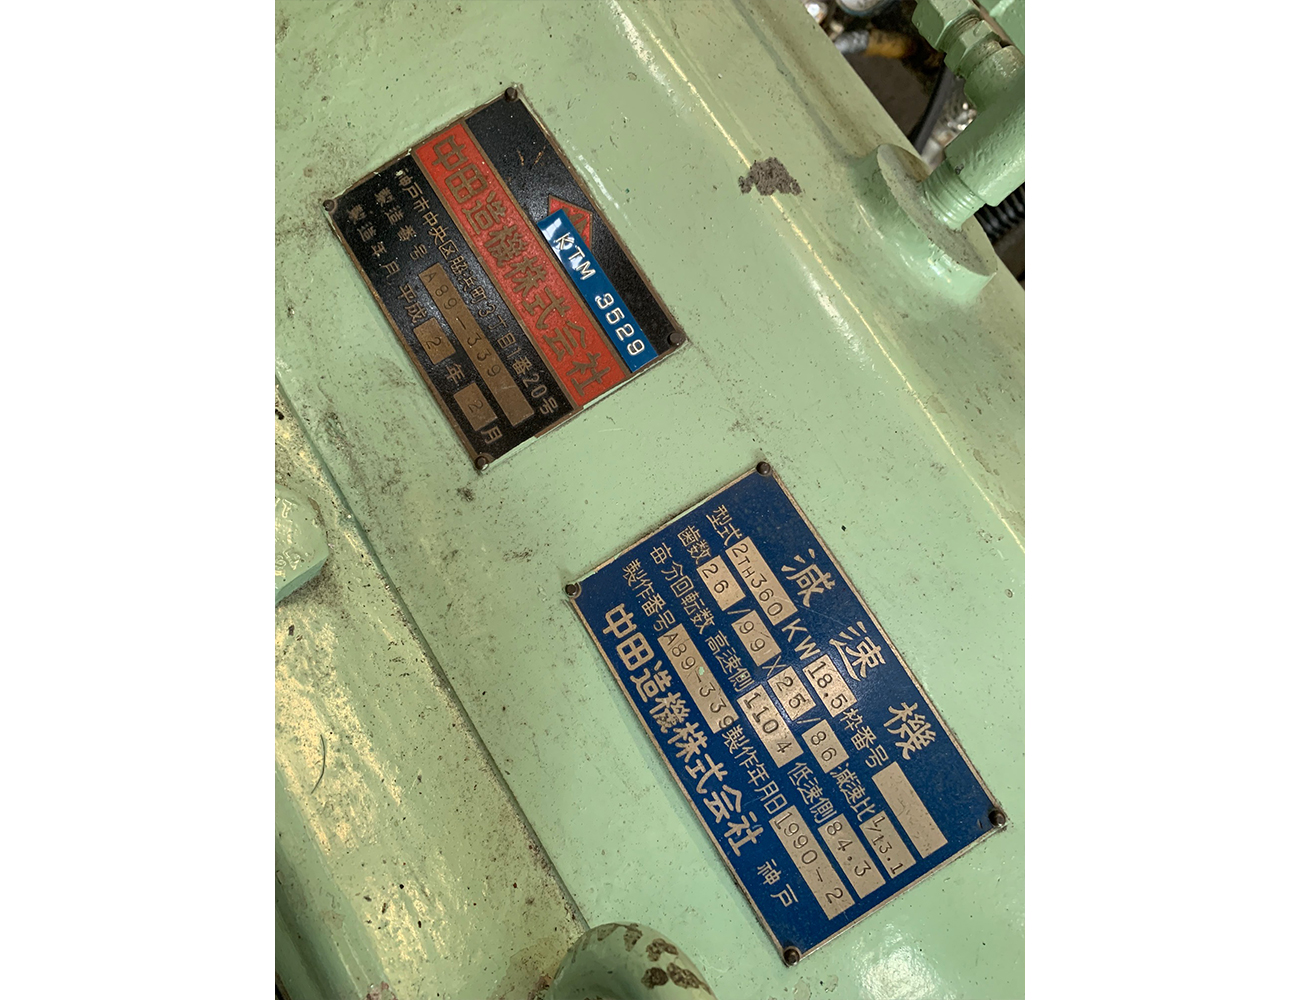 KTM 3529
中田造機株式会社
神戸市中央区脇浜町3丁目1番20号
製造番号 A89-339/
製造年月 平成 2 年 2 月
減速機
型式 2TH360 KW 18.5 枠番号
歯数 26/99×25/86 減速比 1/13.1
毎分回転数 高速側 1104 低速側 84.3
製作番号 A89-339 製作年月日 1990-2
中田造機株式会社 神戸